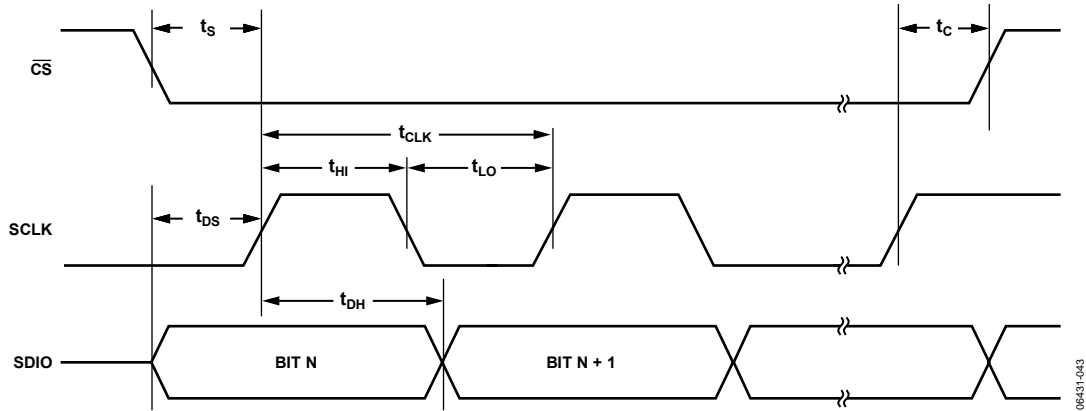 tS
tC
CS
tCLK
tHI
tLO
tDS
SCLK
tDH
SDIO
BIT N
BIT N + 1
06431-043